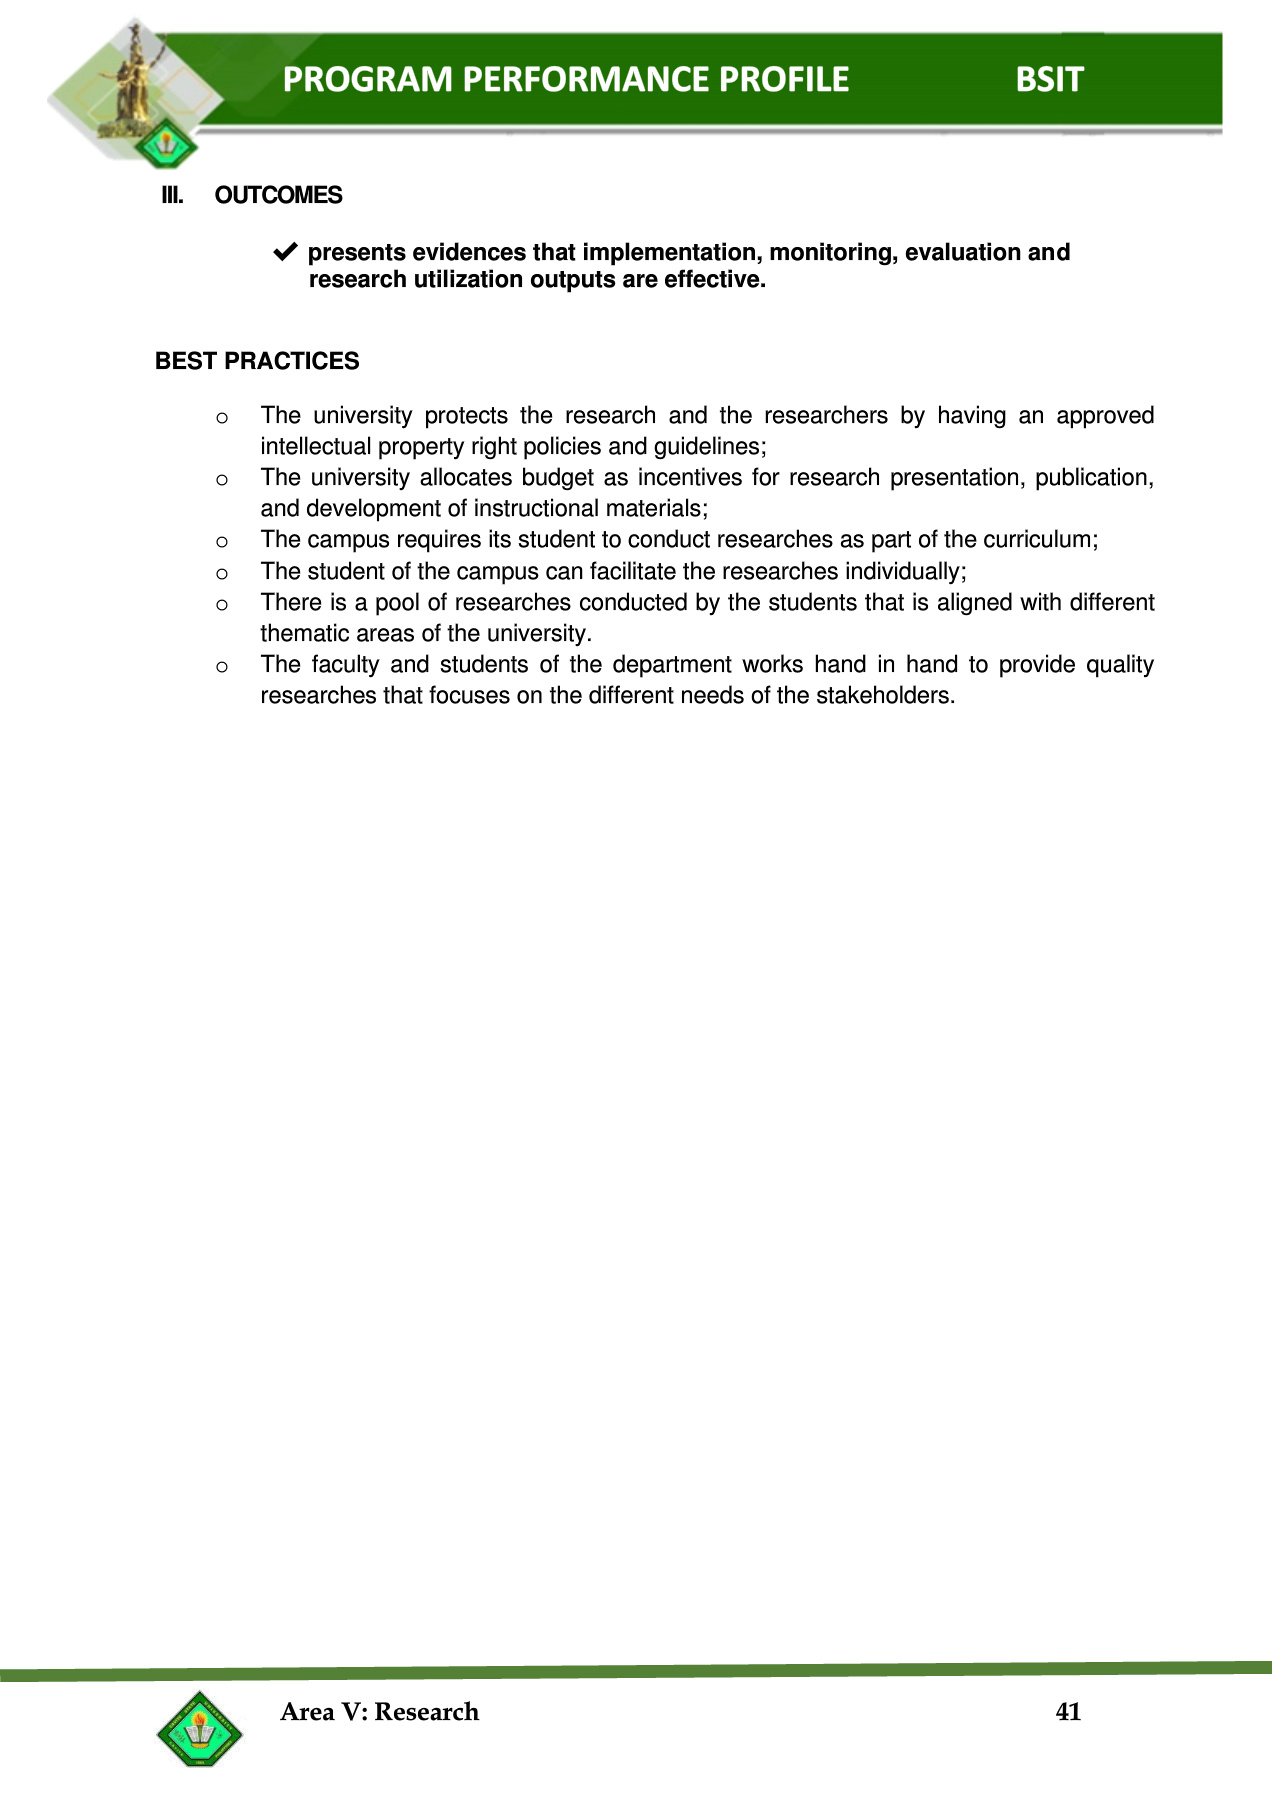 PROGRAM PERFORMANCE PROFILE BSIT
III. OUTCOMES
✔ presents evidences that implementation, monitoring, evaluation and
research utilization outputs are effective.
BEST PRACTICES
o The university protects the research and the researchers by having an approved
intellectual property right policies and guidelines;
o The university allocates budget as incentives for research presentation, publication,
and development of instructional materials;
o The campus requires its student to conduct researches as part of the curriculum;
o The student of the campus can facilitate the researches individually;
o There is a pool of researches conducted by the students that is aligned with different
thematic areas of the university.
o The faculty and students of the department works hand in hand to provide quality
researches that focuses on the different needs of the stakeholders.
Area V: Research 41